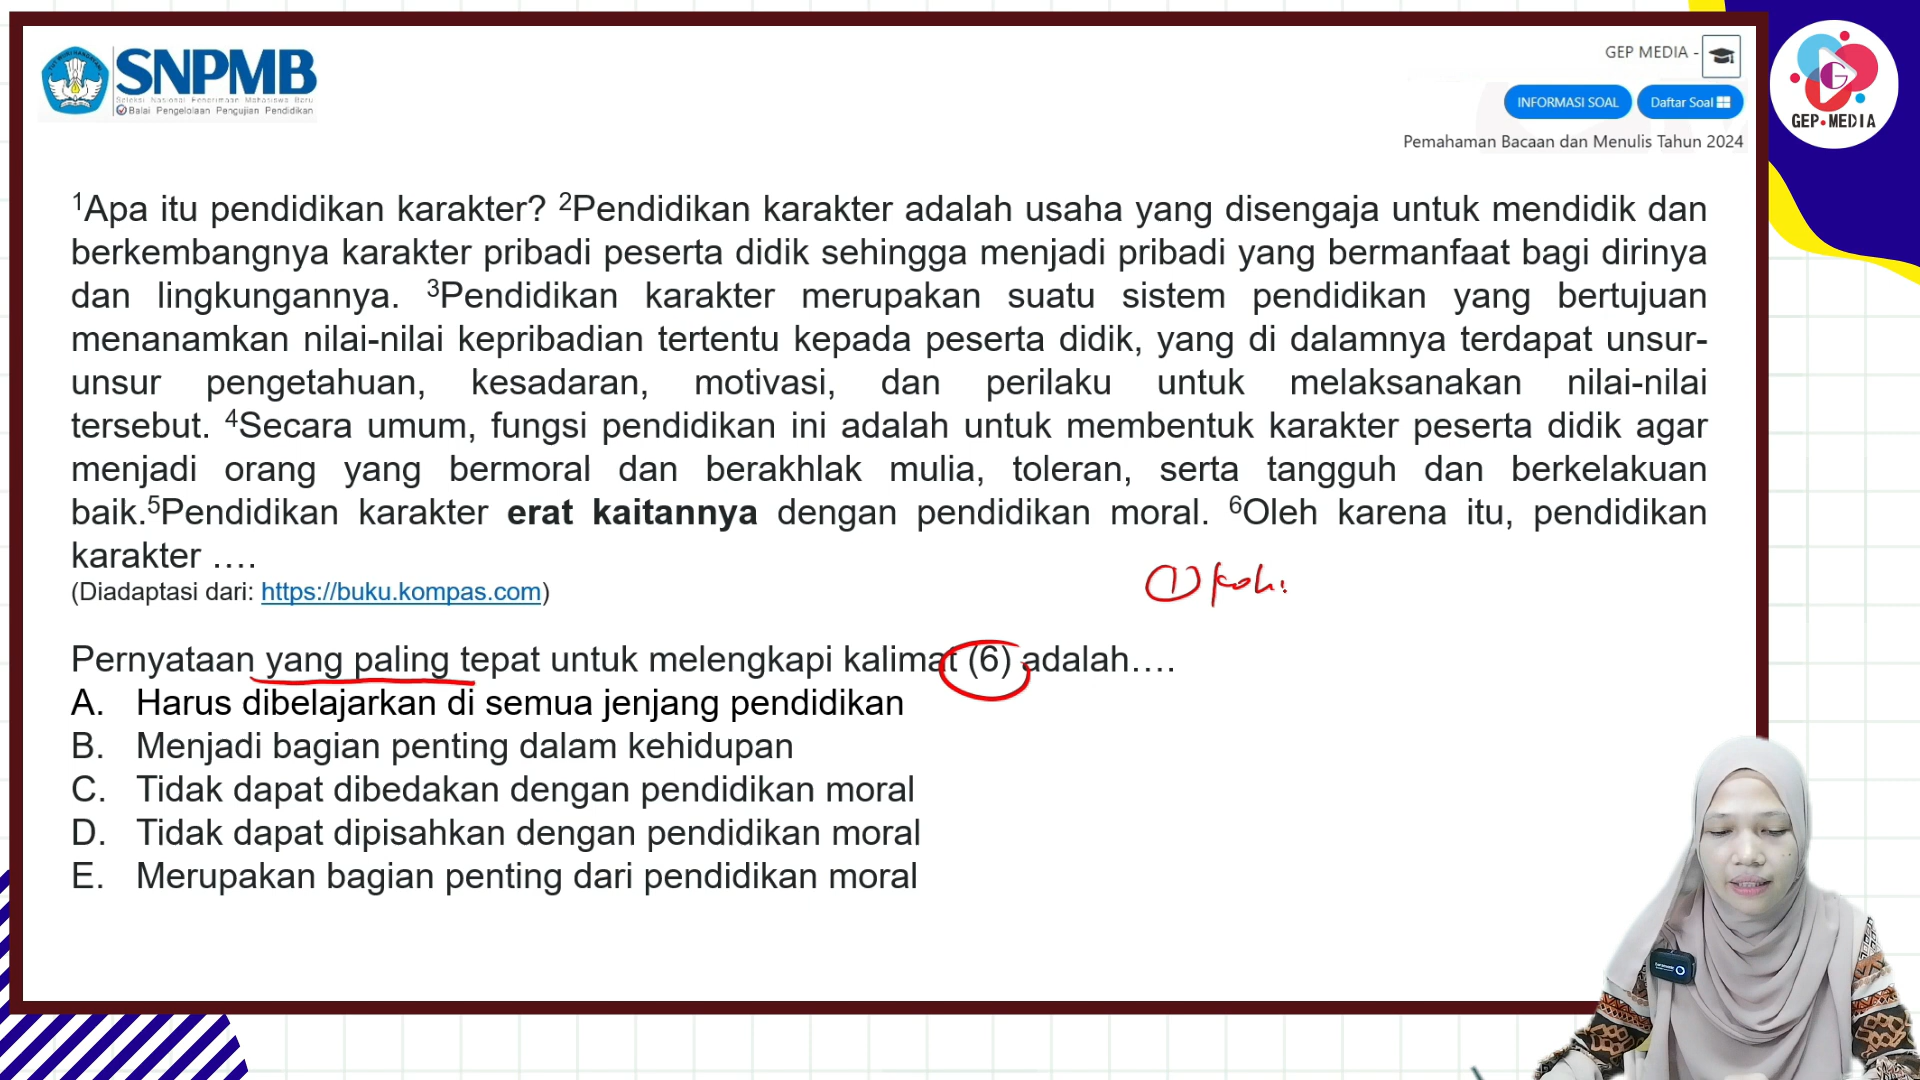 SNPMB
Seleksi Nasional Penerimaan Mahasiswa Baru
Balai Pengelolaan Pengujian Pendidikan
GEP MEDIA -
INFORMASI SOAL
Daftar Soal
Pemahaman Bacaan dan Menulis Tahun 2024
G
GEP•MEDIA
¹Apa itu pendidikan karakter? ²Pendidikan karakter adalah usaha yang disengaja untuk mendidik dan
berkembangnya karakter pribadi peserta didik sehingga menjadi pribadi yang bermanfaat bagi dirinya
dan lingkungannya. ³Pendidikan karakter merupakan suatu sistem pendidikan yang bertujuan
menanamkan nilai-nilai kepribadian tertentu kepada peserta didik, yang di dalamnya terdapat unsur-
unsur pengetahuan, kesadaran, motivasi, dan perilaku untuk melaksanakan nilai-nilai
tersebut. ⁴Secara umum, fungsi pendidikan ini adalah untuk membentuk karakter peserta didik agar
menjadi orang yang bermoral dan berakhlak mulia, toleran, serta tangguh dan berkelakuan
baik.⁵Pendidikan karakter erat kaitannya dengan pendidikan moral. ⁶Oleh karena itu, pendidikan
karakter ....
(Diadaptasi dari: https://buku.kompas.com)
1 kohi
Pernyataan yang paling tepat untuk melengkapi kalimat (6) adalah....
A. Harus dibelajarkan di semua jenjang pendidikan
B. Menjadi bagian penting dalam kehidupan
C. Tidak dapat dibedakan dengan pendidikan moral
D. Tidak dapat dipisahkan dengan pendidikan moral
E. Merupakan bagian penting dari pendidikan moral